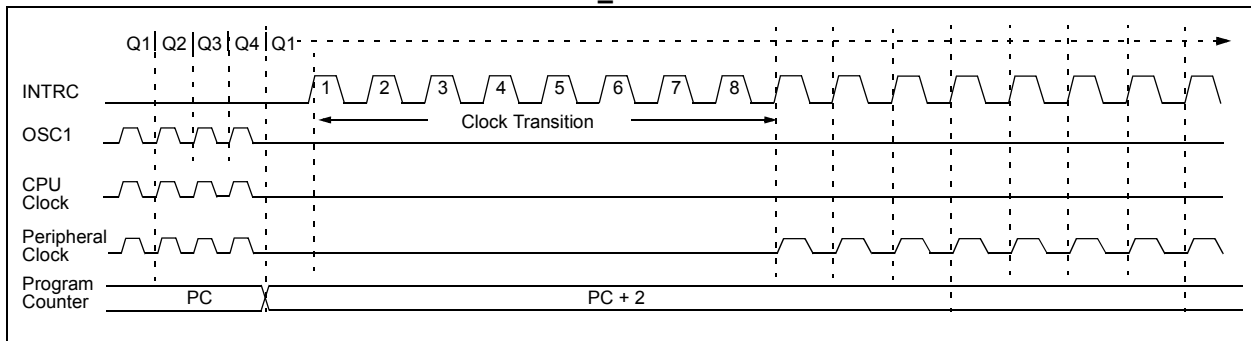 Q1 Q2 Q3 Q4 Q1
INTRC 1 2 3 4 5 6 7 8
Clock Transition
OSC1
CPU
Clock
Peripheral
Clock
Program
Counter PC PC + 2